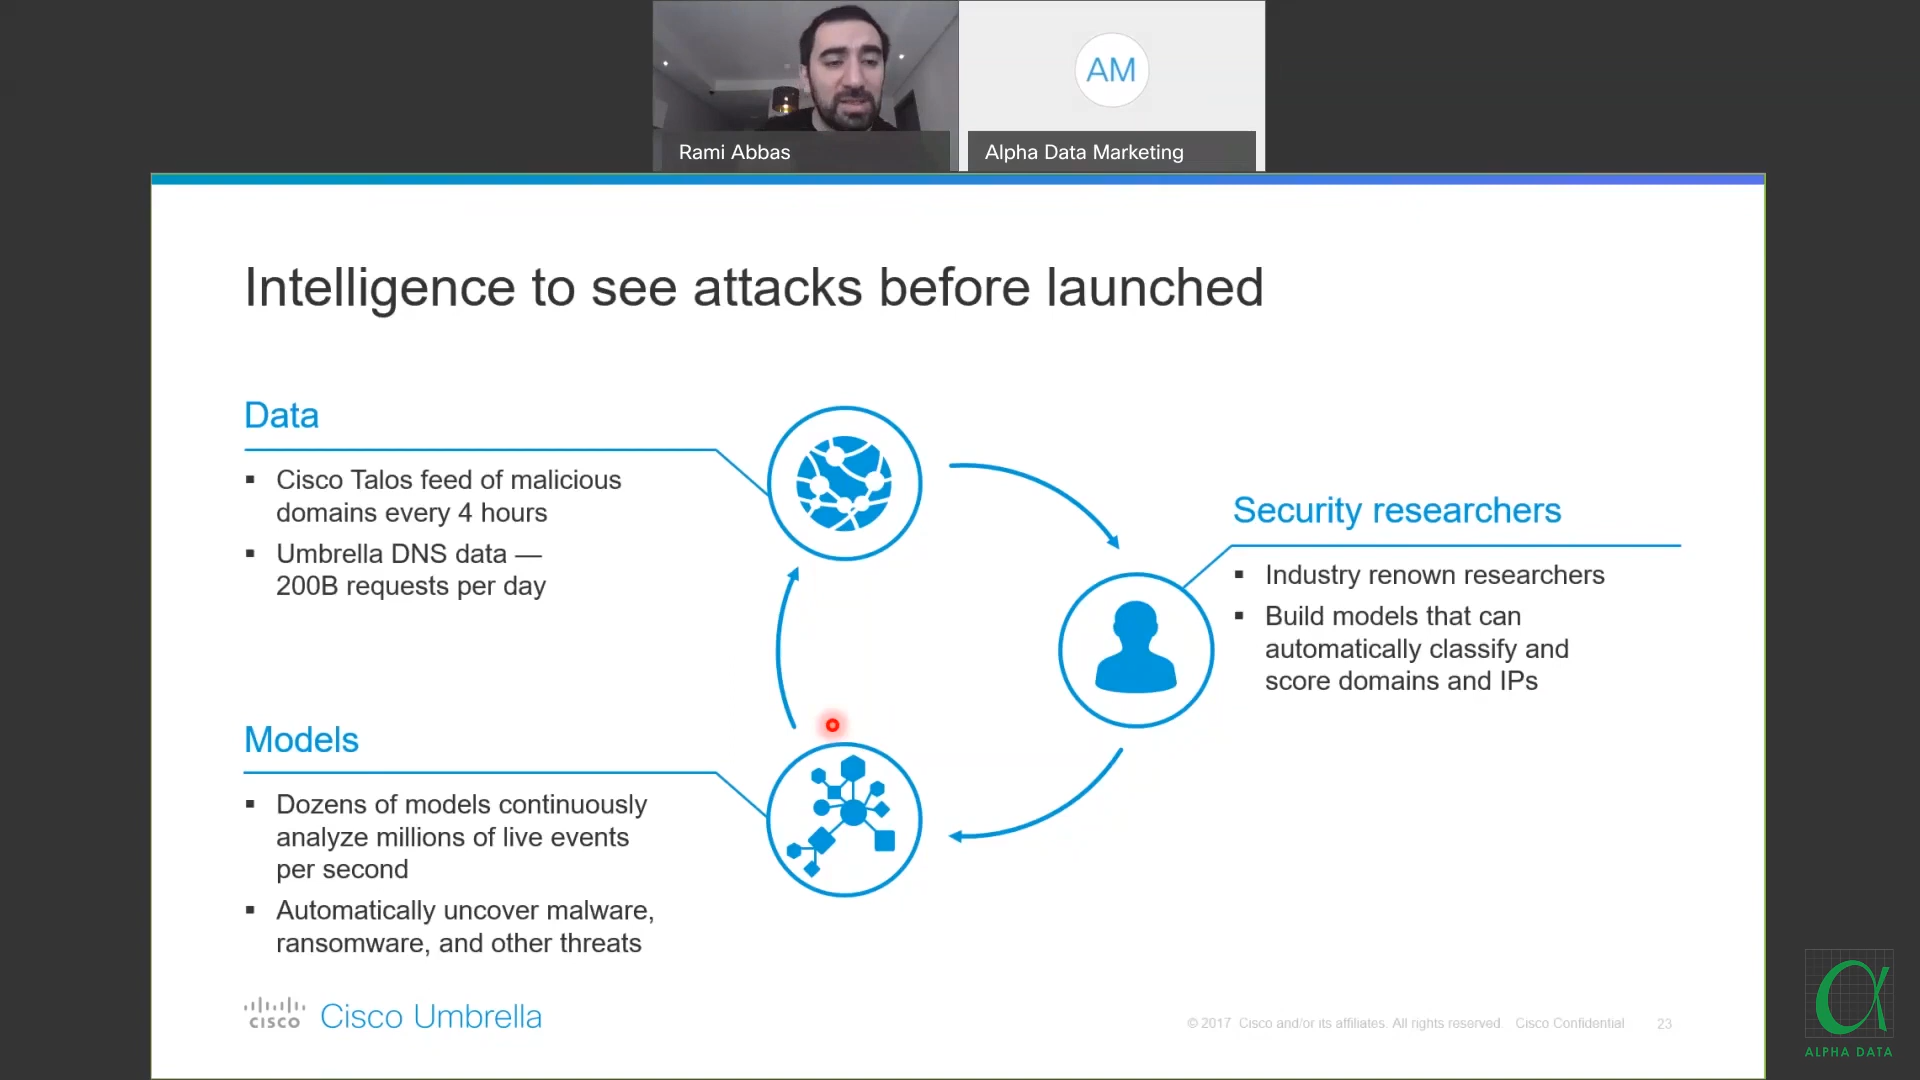 AM
Rami Abbas
Alpha Data Marketing
Intelligence to see attacks before launched
Data
▪ Cisco Talos feed of malicious
domains every 4 hours
▪ Umbrella DNS data —
200B requests per day
Security researchers
▪ Industry renown researchers
▪ Build models that can
automatically classify and
score domains and IPs
Models
▪ Dozens of models continuously
analyze millions of live events
per second
▪ Automatically uncover malware,
ransomware, and other threats
CISCO Cisco Umbrella
© 2017 Cisco and/or its affiliates. All rights reserved. Cisco Confidential 23
ALPHA DATA